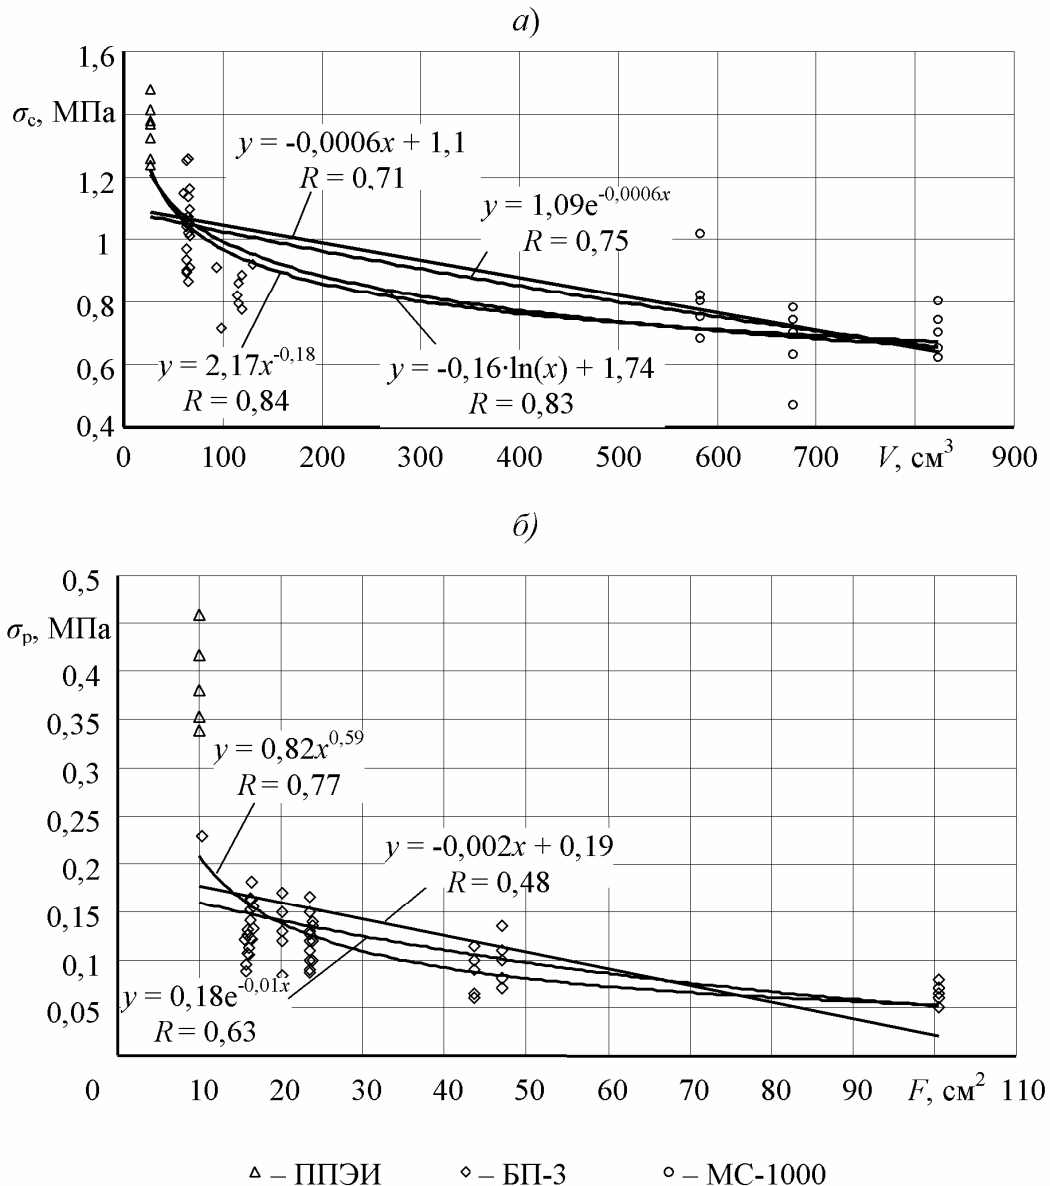 а)
1,6
1,4
σс, МПа
1,2
1
0,8
0,6
0,4
y = -0,0006x + 1,1
R = 0,71
y = 1,09e^-0,0006x
R = 0,75
y = 2,17x^-0,18
R = 0,84
y = -0,16·ln(x) + 1,74
R = 0,83
0 100 200 300 400 500 600 700 V, см³ 900
б)
0,5
σр, МПа
0,4
0,35
0,3
0,25
0,2
0,15
0,1
0,05
y = 0,82x^0,59
R = 0,77
y = -0,002x + 0,19
R = 0,48
y = 0,18e^-0,01x
R = 0,63
0 10 20 30 40 50 60 70 80 90 F, см² 110
– ППЭИ – БП-3 – МС-1000